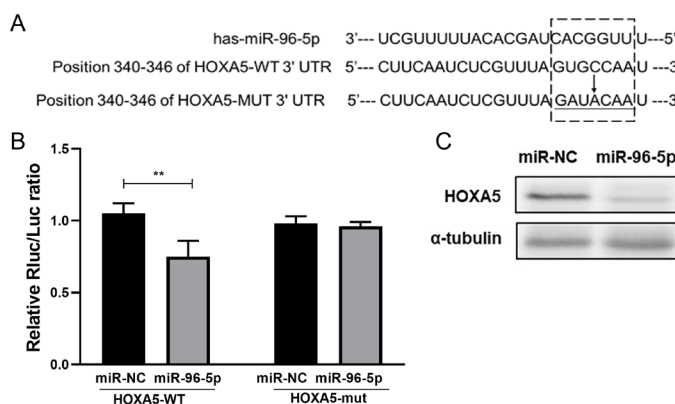 A
has-miR-96-5p 3'--- UCGUUUUUACACGAUCACGGUUU ---5'
Position 340-346 of HOXA5-WT 3' UTR 5'--- CUUCAAUCUCGUUUAGUGCCAAU ---3'
Position 340-346 of HOXA5-MUT 3' UTR 5'--- CUUCAAUCUCGUUUAGAUACAAU ---3'
B
Relative Rluc/Luc ratio
1.5
1.0
0.5
0.0
**
miR-NC miR-96-5p miR-NC miR-96-5p
HOXA5-WT HOXA5-mut
C
miR-NC miR-96-5p
HOXA5
α-tubulin